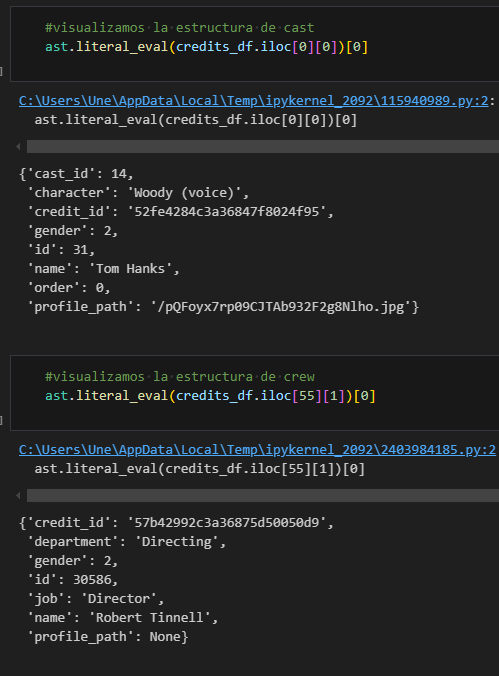 #visualizamos la estructura de cast
ast.literal_eval(credits_df.iloc[0][0])[0]
]
C:\Users\Une\AppData\Local\Temp\ipykernel_2092\115940989.py:2:
ast.literal_eval(credits_df.iloc[0][0])[0]
{'cast_id': 14,
'character': 'Woody (voice)',
'credit_id': '52fe4284c3a36847f8024f95',
'gender': 2,
'id': 31,
'name': 'Tom Hanks',
'order': 0,
'profile_path': '/pQFoyx7rp09CJTAb932F2g8Nlho.jpg'}
#visualizamos la estructura de crew
ast.literal_eval(credits_df.iloc[55][1])[0]
]
C:\Users\Une\AppData\Local\Temp\ipykernel_2092\2403984185.py:2
ast.literal_eval(credits_df.iloc[55][1])[0]
{'credit_id': '57b42992c3a36875d50050d9',
'department': 'Directing',
'gender': 2,
'id': 30586,
'job': 'Director',
'name': 'Robert Tinnell',
'profile_path': None}